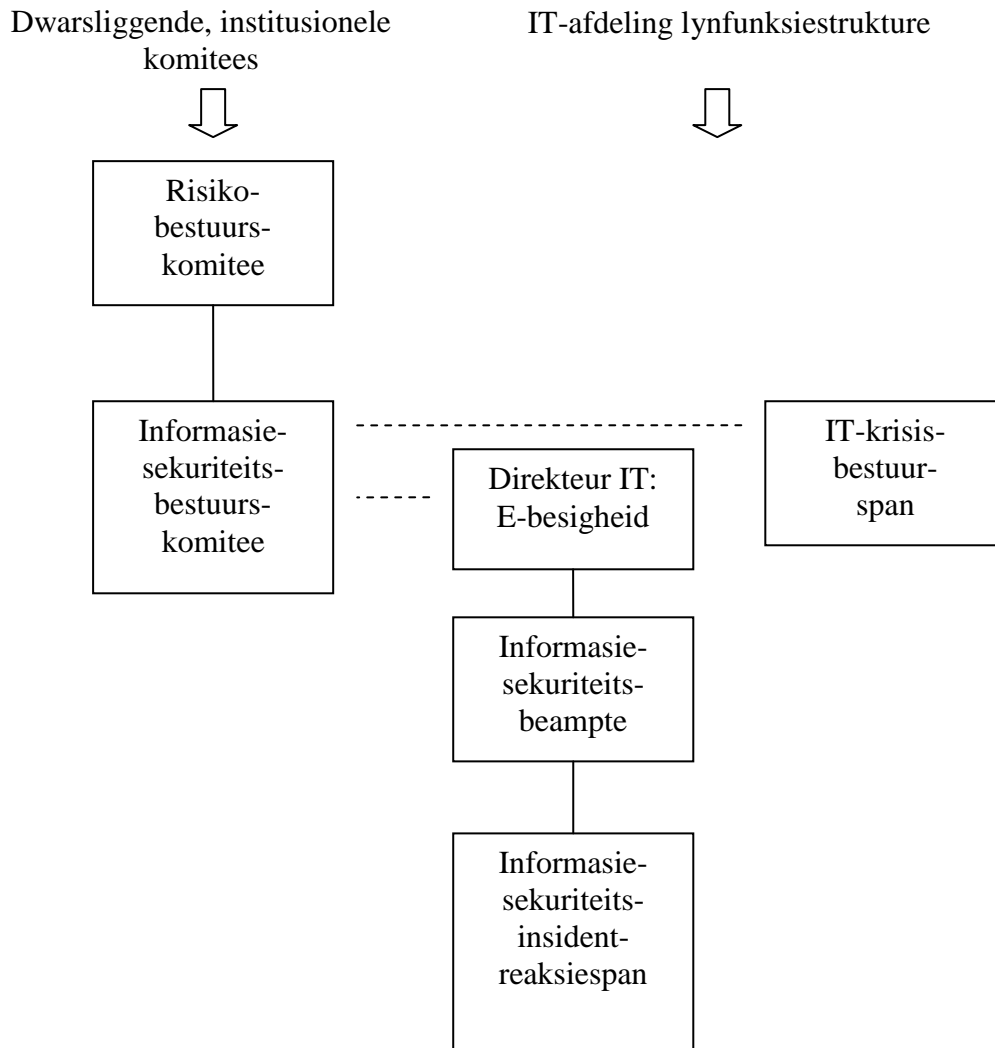 Dwarsliggende, institusionele
komitees
IT-afdeling lynfunksiestrukture
Risiko-
bestuurs-
komitee
Informasie-
sekuriteits-
bestuurs-
komitee
Direkteur IT:
E-besigheid
IT-krisis-
bestuur-
span
Informasie-
sekuriteits-
beampte
Informasie-
sekuriteits-
insident-
reaksiespan